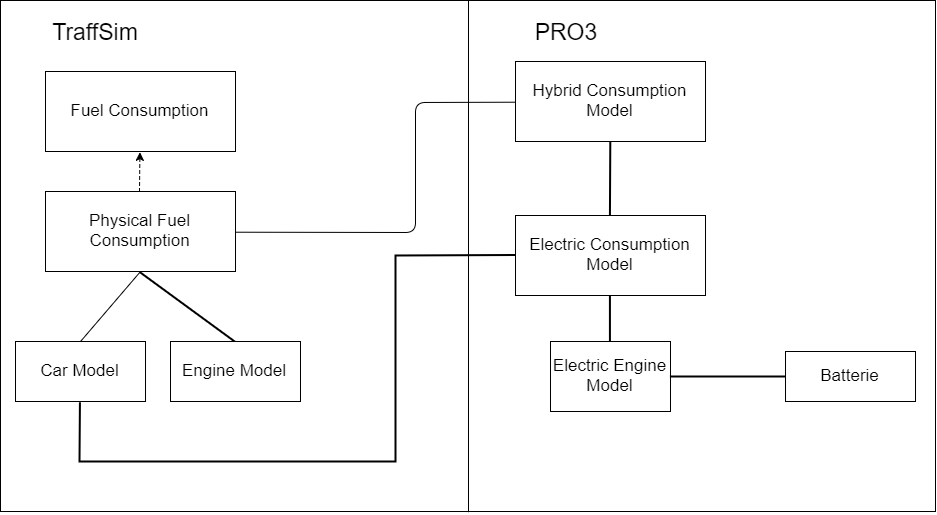 TraffSim
Fuel Consumption
Physical Fuel
Consumption
Car Model
Engine Model
PRO3
Hybrid Consumption
Model
Electric Consumption
Model
Electric Engine
Model
Batterie